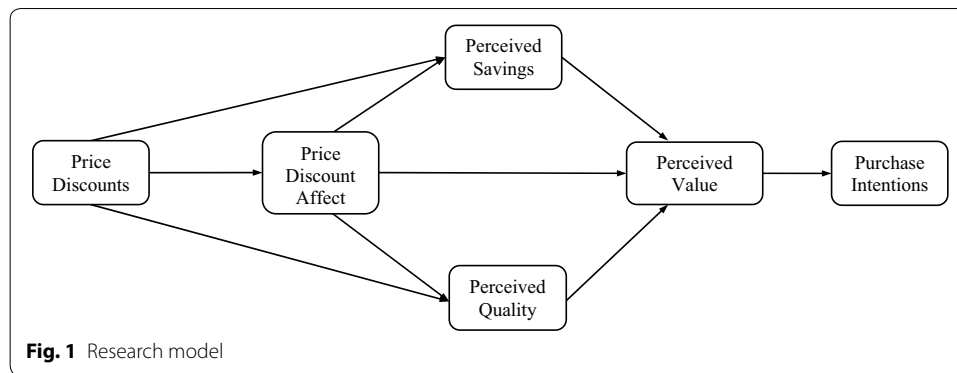 Perceived
Savings
Price
Discounts
Price
Discount
Affect
Perceived
Value
Purchase
Intentions
Perceived
Quality
Fig. 1 Research model